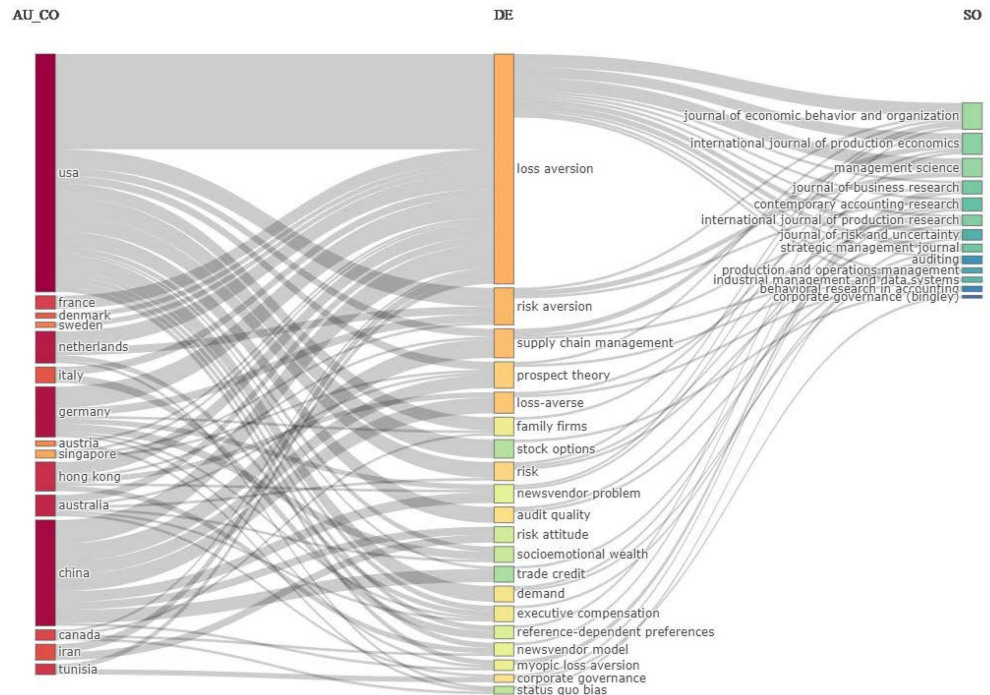 AU_CO
DE
SO
usa
france
denmark
sweden
netherlands
italy
germany
austria
singapore
hong kong
australia
china
canada
iran
tunisia
loss aversion
risk aversion
supply chain management
prospect theory
loss-averse
family firms
stock options
risk
newsvendor problem
audit quality
risk attitude
socioemotional wealth
trade credit
demand
executive compensation
reference-dependent preferences
newsvendor model
myopic loss aversion
corporate governance
status quo bias
journal of economic behavior and organization
international journal of production economics
management science
journal of business research
contemporary accounting research
international journal of production research
journal of risk and uncertainty
strategic management journal
auditing
production and operations management
industrial management and data systems
behavioral research in accounting
corporate governance (bingley)